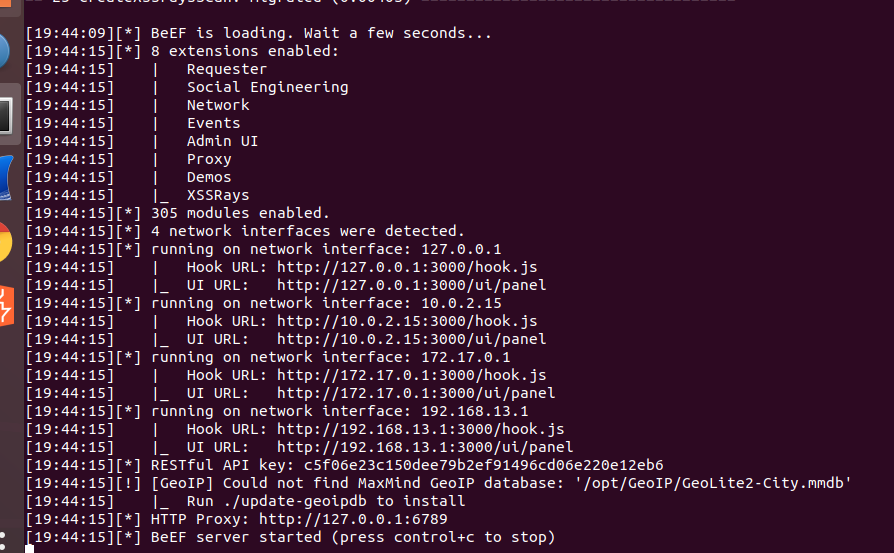 [19:44:09][*] BeEF is loading. Wait a few seconds...
[19:44:15][*] 8 extensions enabled:
[19:44:15]    |   Requester
[19:44:15]    |   Social Engineering
[19:44:15]    |   Network
[19:44:15]    |   Events
[19:44:15]    |   Admin UI
[19:44:15]    |   Proxy
[19:44:15]    |   Demos
[19:44:15]    |_  XSSRays
[19:44:15][*] 305 modules enabled.
[19:44:15][*] 4 network interfaces were detected.
[19:44:15][*] running on network interface: 127.0.0.1
[19:44:15]    |   Hook URL: http://127.0.0.1:3000/hook.js
[19:44:15]    |_  UI URL:   http://127.0.0.1:3000/ui/panel
[19:44:15][*] running on network interface: 10.0.2.15
[19:44:15]    |   Hook URL: http://10.0.2.15:3000/hook.js
[19:44:15]    |_  UI URL:   http://10.0.2.15:3000/ui/panel
[19:44:15][*] running on network interface: 172.17.0.1
[19:44:15]    |   Hook URL: http://172.17.0.1:3000/hook.js
[19:44:15]    |_  UI URL:   http://172.17.0.1:3000/ui/panel
[19:44:15][*] running on network interface: 192.168.13.1
[19:44:15]    |   Hook URL: http://192.168.13.1:3000/hook.js
[19:44:15]    |_  UI URL:   http://192.168.13.1:3000/ui/panel
[19:44:15][*] RESTful API key: c5f06e23c150dee79b2ef91496cd06e220e12eb6
[19:44:15][!] [GeoIP] Could not find MaxMind GeoIP database: '/opt/GeoIP/GeoLite2-City.mmdb'
[19:44:15]    |_  Run ./update-geoipdb to install
[19:44:15][*] HTTP Proxy: http://127.0.0.1:6789
[19:44:15][*] BeEF server started (press control+c to stop)